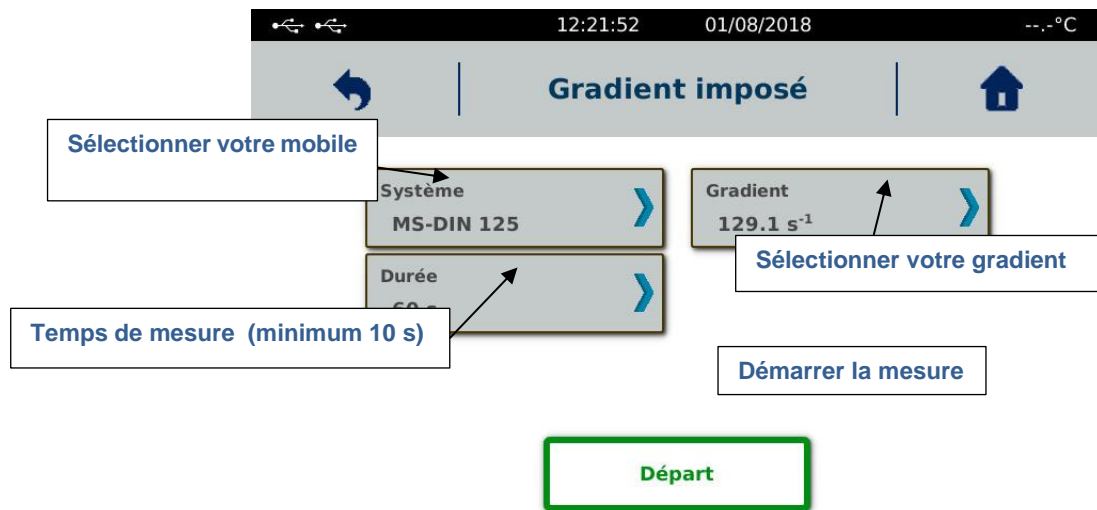 12:21:52 01/08/2018 --.-°C
Gradient imposé
Sélectionner votre mobile
Système
MS-DIN 125
Gradient
129.1 s⁻¹
Sélectionner votre gradient
Durée
60 s
Temps de mesure (minimum 10 s)
Démarrer la mesure
Départ